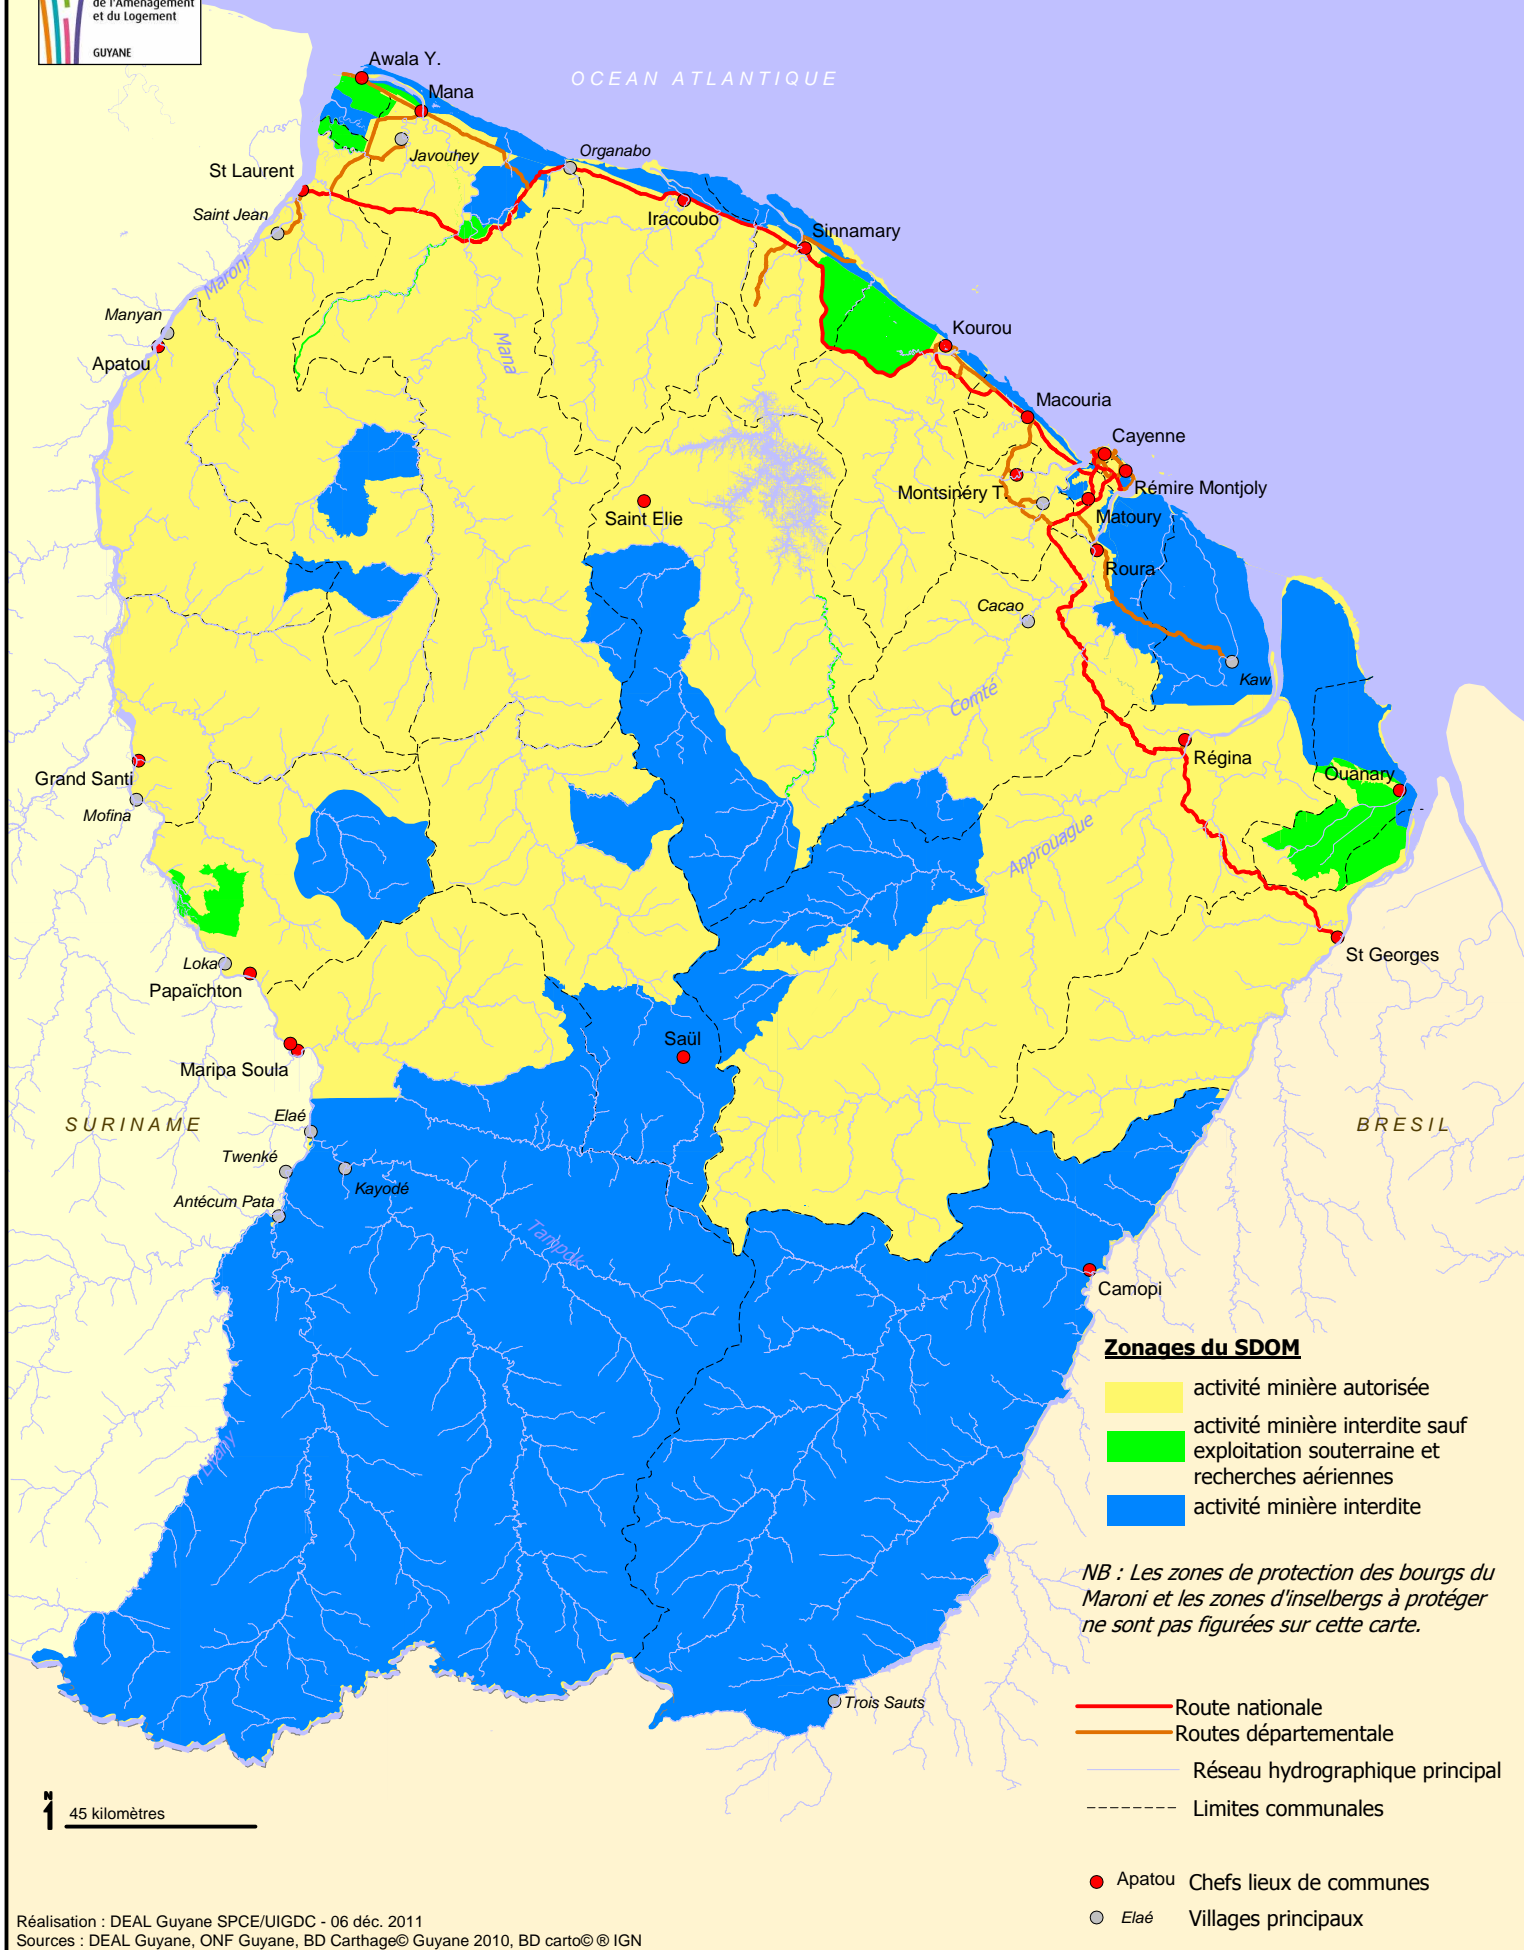 de l'Aménagement
et du Logement
GUYANE
Awala Y.
OCEAN ATLANTIQUE
Mana
Javouhey
Organabo
St Laurent
Saint Jean
Iracoubo
Sinnamary
Maroni
Manyan
Apatou
Mana
Kourou
Macouria
Cayenne
Montsinéry T.
Rémire Montjoly
Saint Elie
Matoury
Roura
Cacao
Kaw
Comté
Régina
Grand Santi
Ouanary
Mofina
Approuague
St Georges
Loka
Papaïchton
Saül
Maripa Soula
SURINAME
Elaé
BRESIL
Twenké
Kayodé
Antécum Pata
Tampok
Camopi
Zonages du SDOM
activité minière autorisée
activité minière interdite sauf
exploitation souterraine et
recherches aériennes
activité minière interdite
NB : Les zones de protection des bourgs du
Maroni et les zones d'inselbergs à protéger
ne sont pas figurées sur cette carte.
Trois Sauts
Route nationale
Routes départementale
Réseau hydrographique principal
Limites communales
N
45 kilomètres
Apatou Chefs lieux de communes
Elaé Villages principaux
Réalisation : DEAL Guyane SPCE/UIGDC - 06 déc. 2011
Sources : DEAL Guyane, ONF Guyane, BD Carthage© Guyane 2010, BD carto© ® IGN